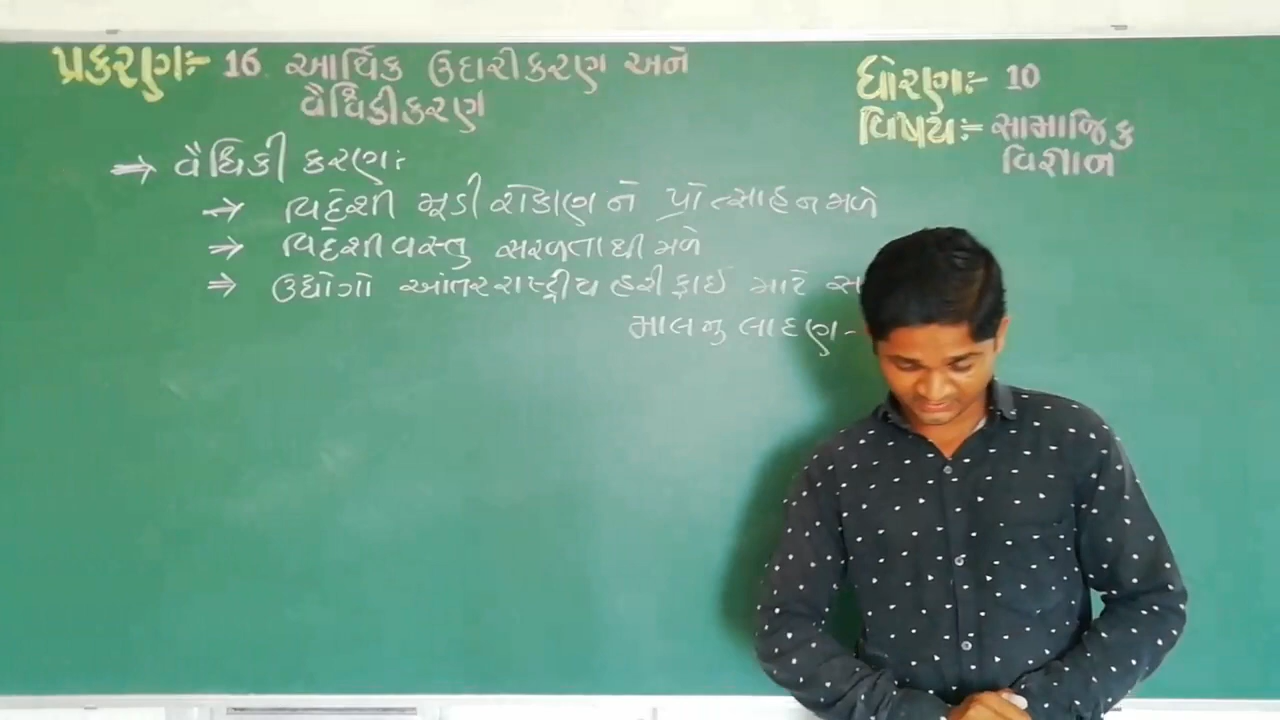 પ્રકરણઃ- 16 આર્થિક ઉદારીકરણ અને
વૈશ્વિકીકરણ
ધોરણઃ- 10
વિષયઃ- સામાજિક
વિજ્ઞાન
⇒ વૈશ્વિકીકરણઃ
→ વિદેશી મૂડીરોકાણને પ્રોત્સાહન મળે
⇒ વિદેશી વસ્તુ સરળતાથી મળે
⇒ ઉદ્યોગો આંતરરાષ્ટ્રીય હરીફાઈ માટે
માલનુ લાદણ-